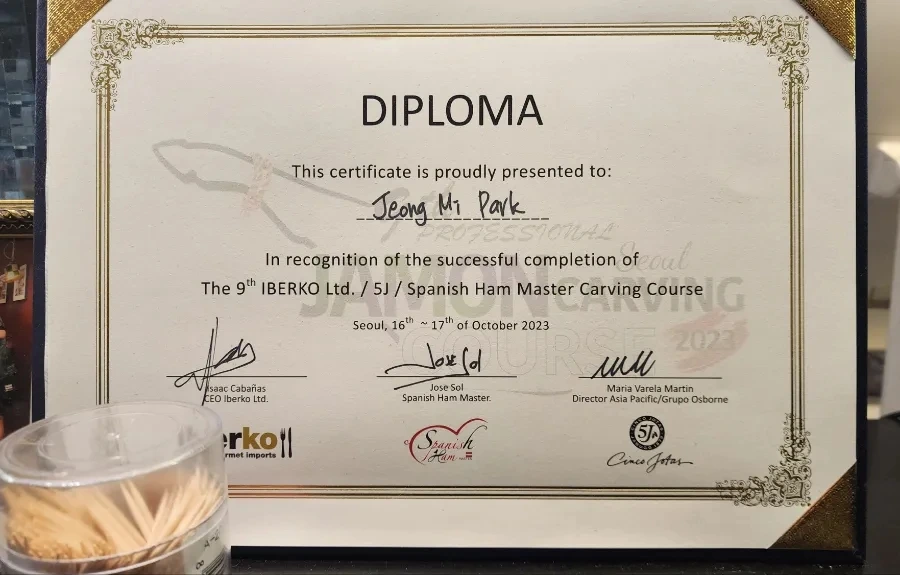 DIPLOMA
This certificate is proudly presented to:
Jeong Mi Park
9th
PROFESSIONAL
Seoul
In recognition of the successful completion of
JAMON CARVING
The 9th IBERKO Ltd. / 5J / Spanish Ham Master Carving Course
COURSE 2023
Seoul, 16th ~ 17th of October 2023
Jose Sol
Isaac Cabañas
CEO Iberko Ltd.
Jose Sol
Spanish Ham Master.
Maria Varela Martin
Director Asia Pacific/Grupo Osborne
erko
rmet imports
Spanish
Ham
5J
Cinco Jotas